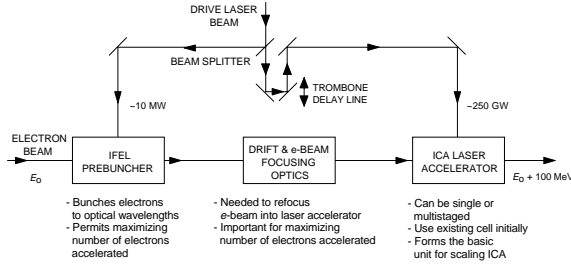 DRIVE LASER
BEAM
BEAM SPLITTER
TROMBONE
DELAY LINE
~10 MW
~250 GW
ELECTRON
BEAM
E₀
IFEL
PREBUNCHER
DRIFT & e-BEAM
FOCUSING
OPTICS
ICA LASER
ACCELERATOR
E₀ + 100 MeV
- Bunches electrons
to optical wavelengths
- Permits maximizing
number of electrons
accelerated
- Needed to refocus
e-beam into laser accelerator
- Important for maximizing
number of electrons accelerated
- Can be single or
multistaged
- Use existing cell initially
- Forms the basic
unit for scaling ICA